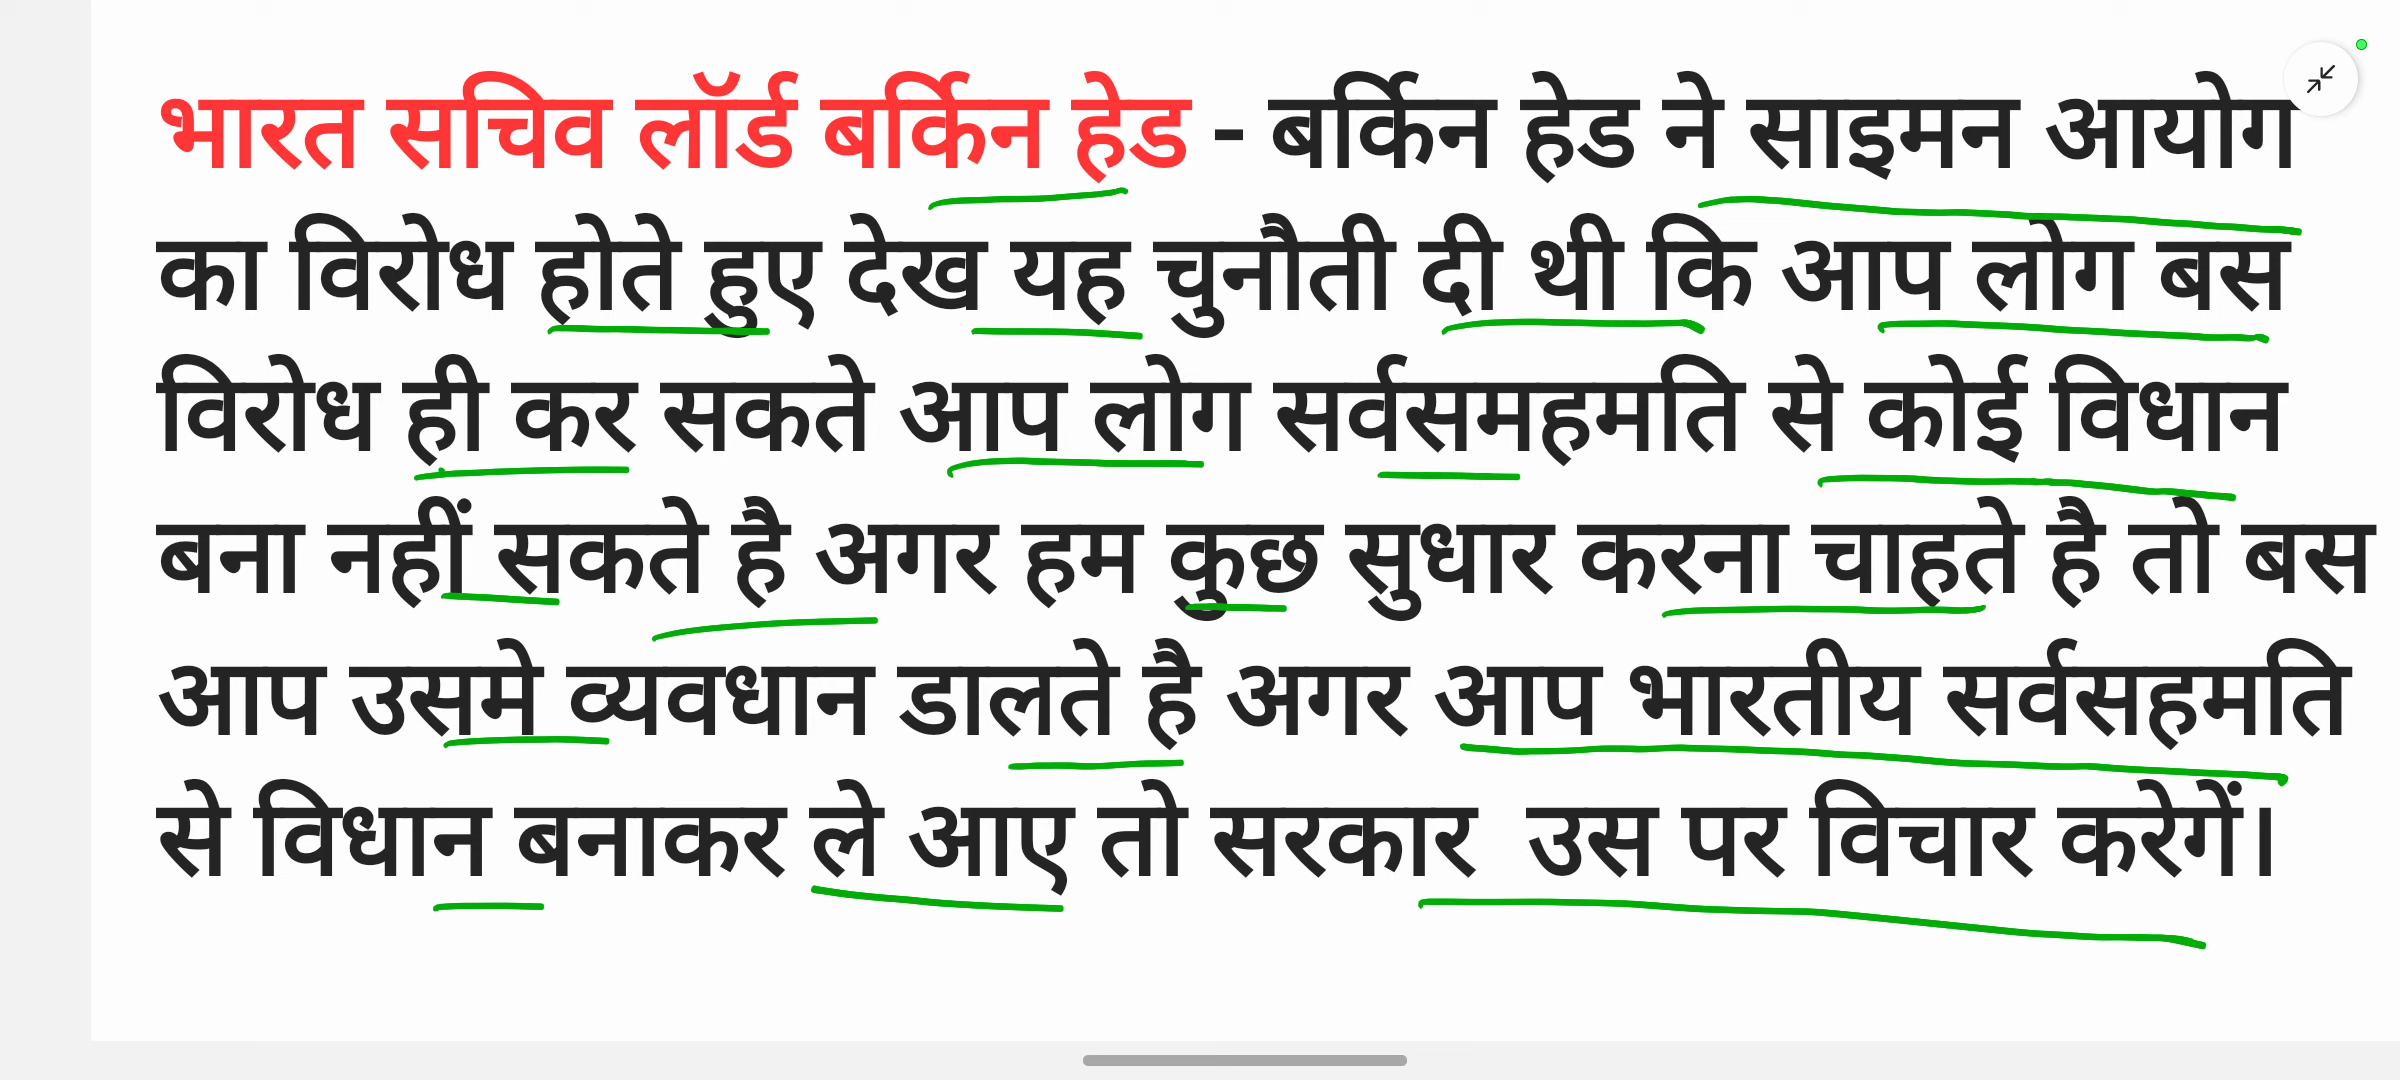 भारत सचिव लॉर्ड बर्किन हेड - बर्किन हेड ने साइमन आयोग
का विरोध होते हुए देख यह चुनौती दी थी कि आप लोग बस
विरोध ही कर सकते आप लोग सर्वसमहमति से कोई विधान
बना नहीं सकते है अगर हम कुछ सुधार करना चाहते है तो बस
आप उसमे व्यवधान डालते है अगर आप भारतीय सर्वसहमति
से विधान बनाकर ले आए तो सरकार उस पर विचार करेगें।